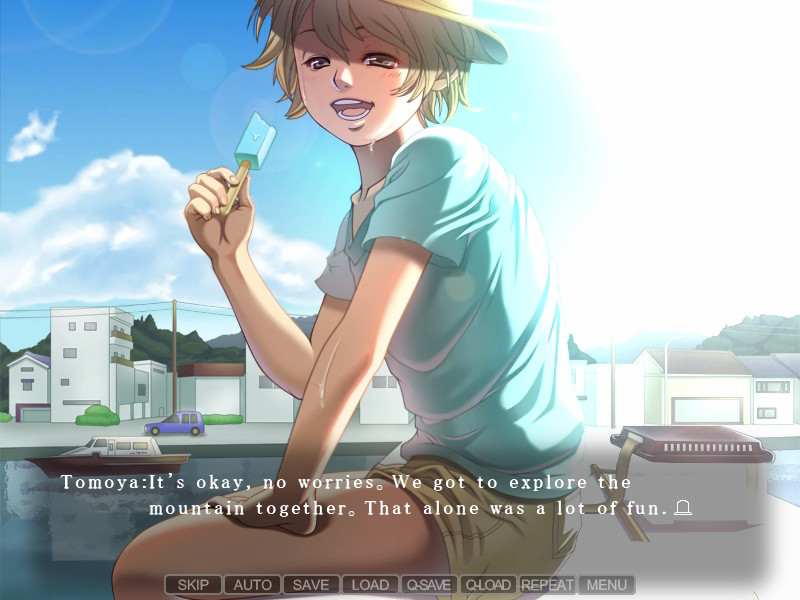 Tomoya:It's okay, no worries。We got to explore the
mountain together。That alone was a lot of fun.
SKIP AUTO SAVE LOAD Q-SAVE Q-LOAD REPEAT MENU